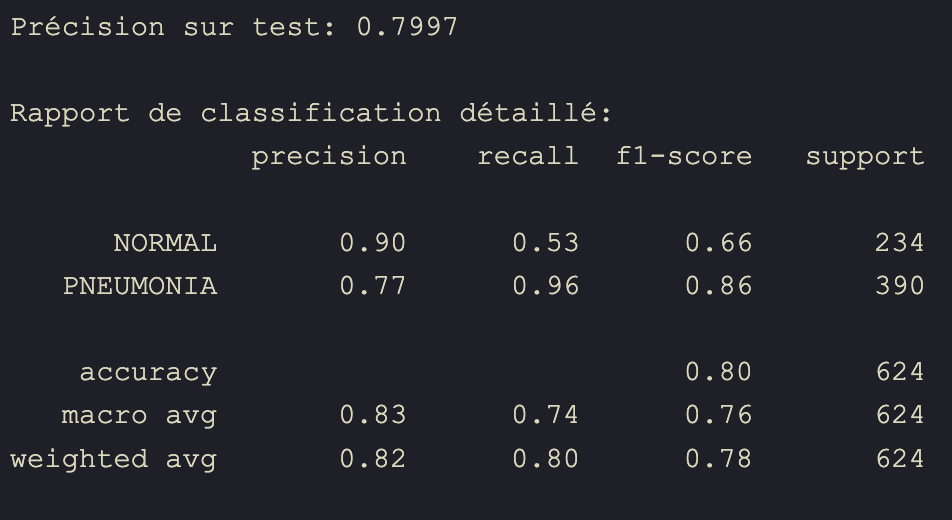 Précision sur test: 0.7997
Rapport de classification détaillé:
precision recall f1-score support
NORMAL 0.90 0.53 0.66 234
PNEUMONIA 0.77 0.96 0.86 390
accuracy 0.80 624
macro avg 0.83 0.74 0.76 624
weighted avg 0.82 0.80 0.78 624